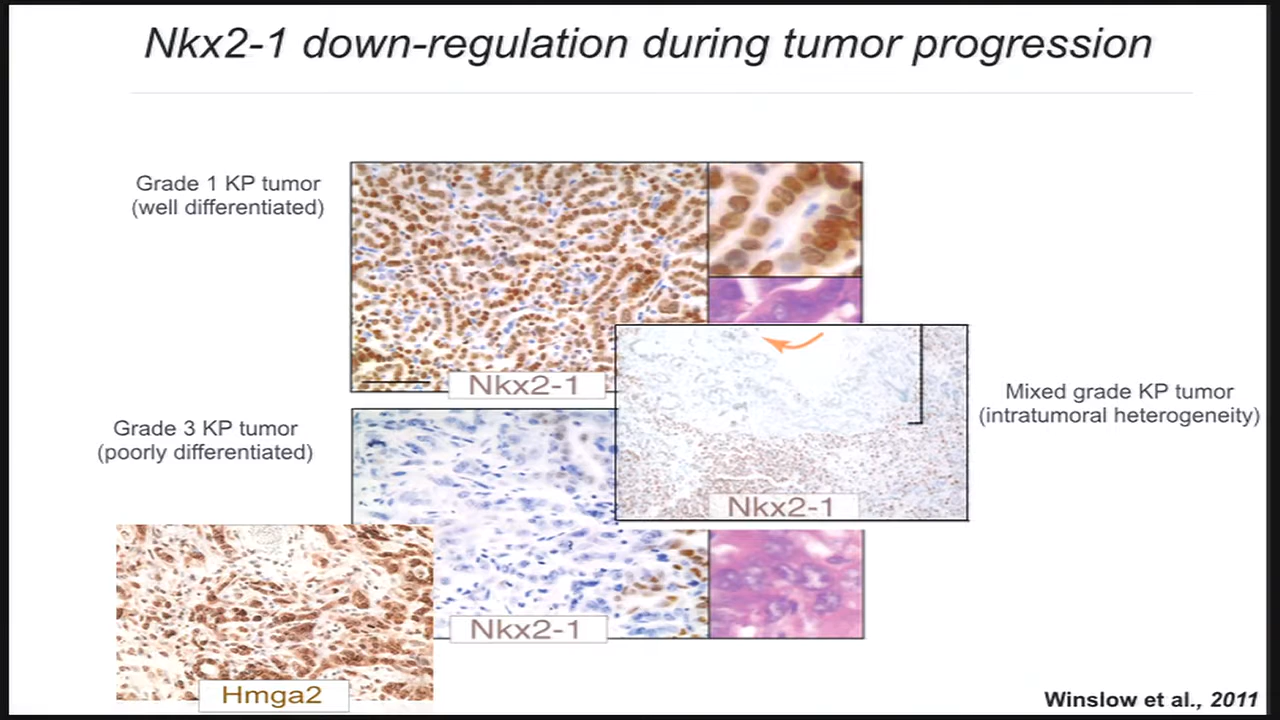 Nkx2-1 down-regulation during tumor progression
Grade 1 KP tumor
(well differentiated)
Nkx2-1
Mixed grade KP tumor
(intratumoral heterogeneity)
Nkx2-1
Grade 3 KP tumor
(poorly differentiated)
Nkx2-1
Hmga2
Winslow et al., 2011